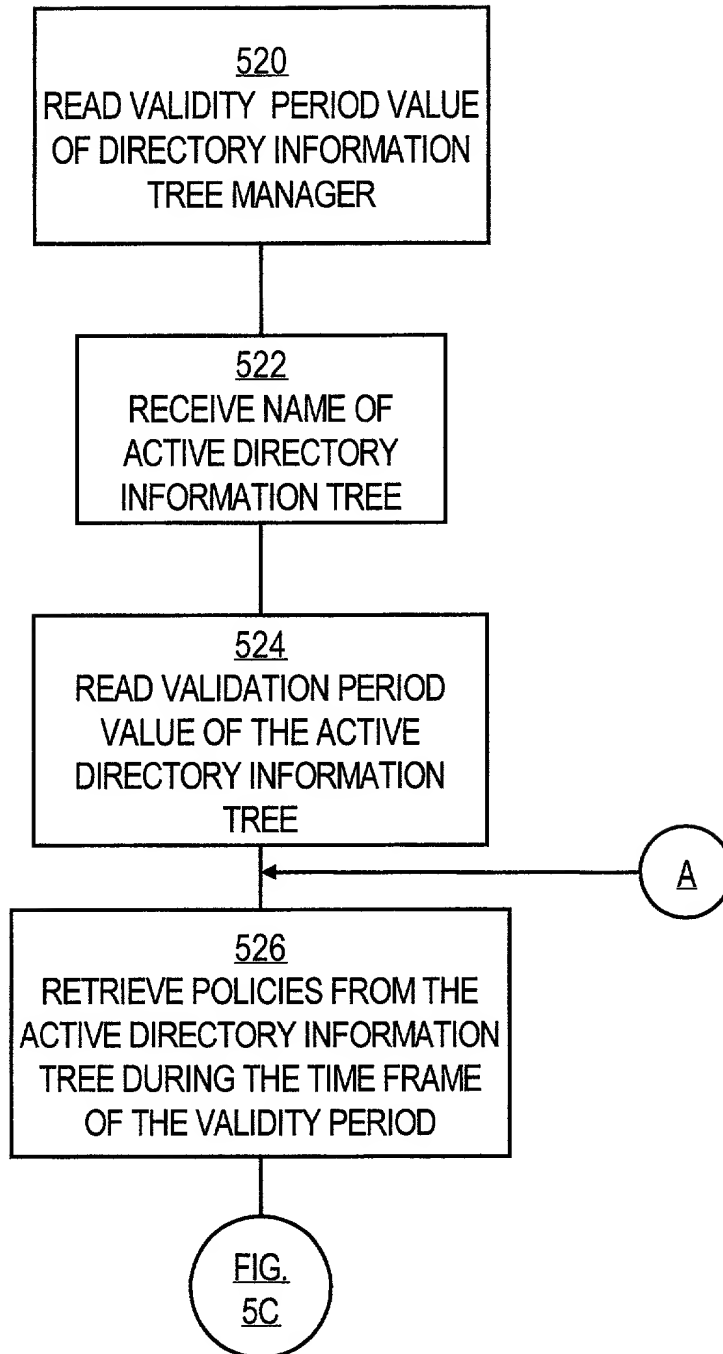 520
READ VALIDITY PERIOD VALUE
OF DIRECTORY INFORMATION
TREE MANAGER
522
RECEIVE NAME OF
ACTIVE DIRECTORY
INFORMATION TREE
524
READ VALIDATION PERIOD
VALUE OF THE ACTIVE
DIRECTORY INFORMATION
TREE
A
526
RETRIEVE POLICIES FROM THE
ACTIVE DIRECTORY INFORMATION
TREE DURING THE TIME FRAME
OF THE VALIDITY PERIOD
FIG.
5C